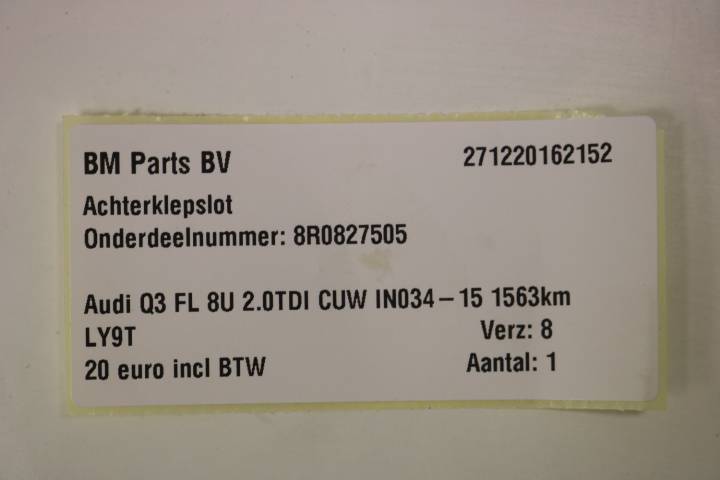 BM Parts BV 271220162152
Achterklepslot
Onderdeelnummer: 8R0827505
Audi Q3 FL 8U 2.0TDI CUW IN034-15 1563km
LY9T Verz: 8
20 euro incl BTW Aantal: 1